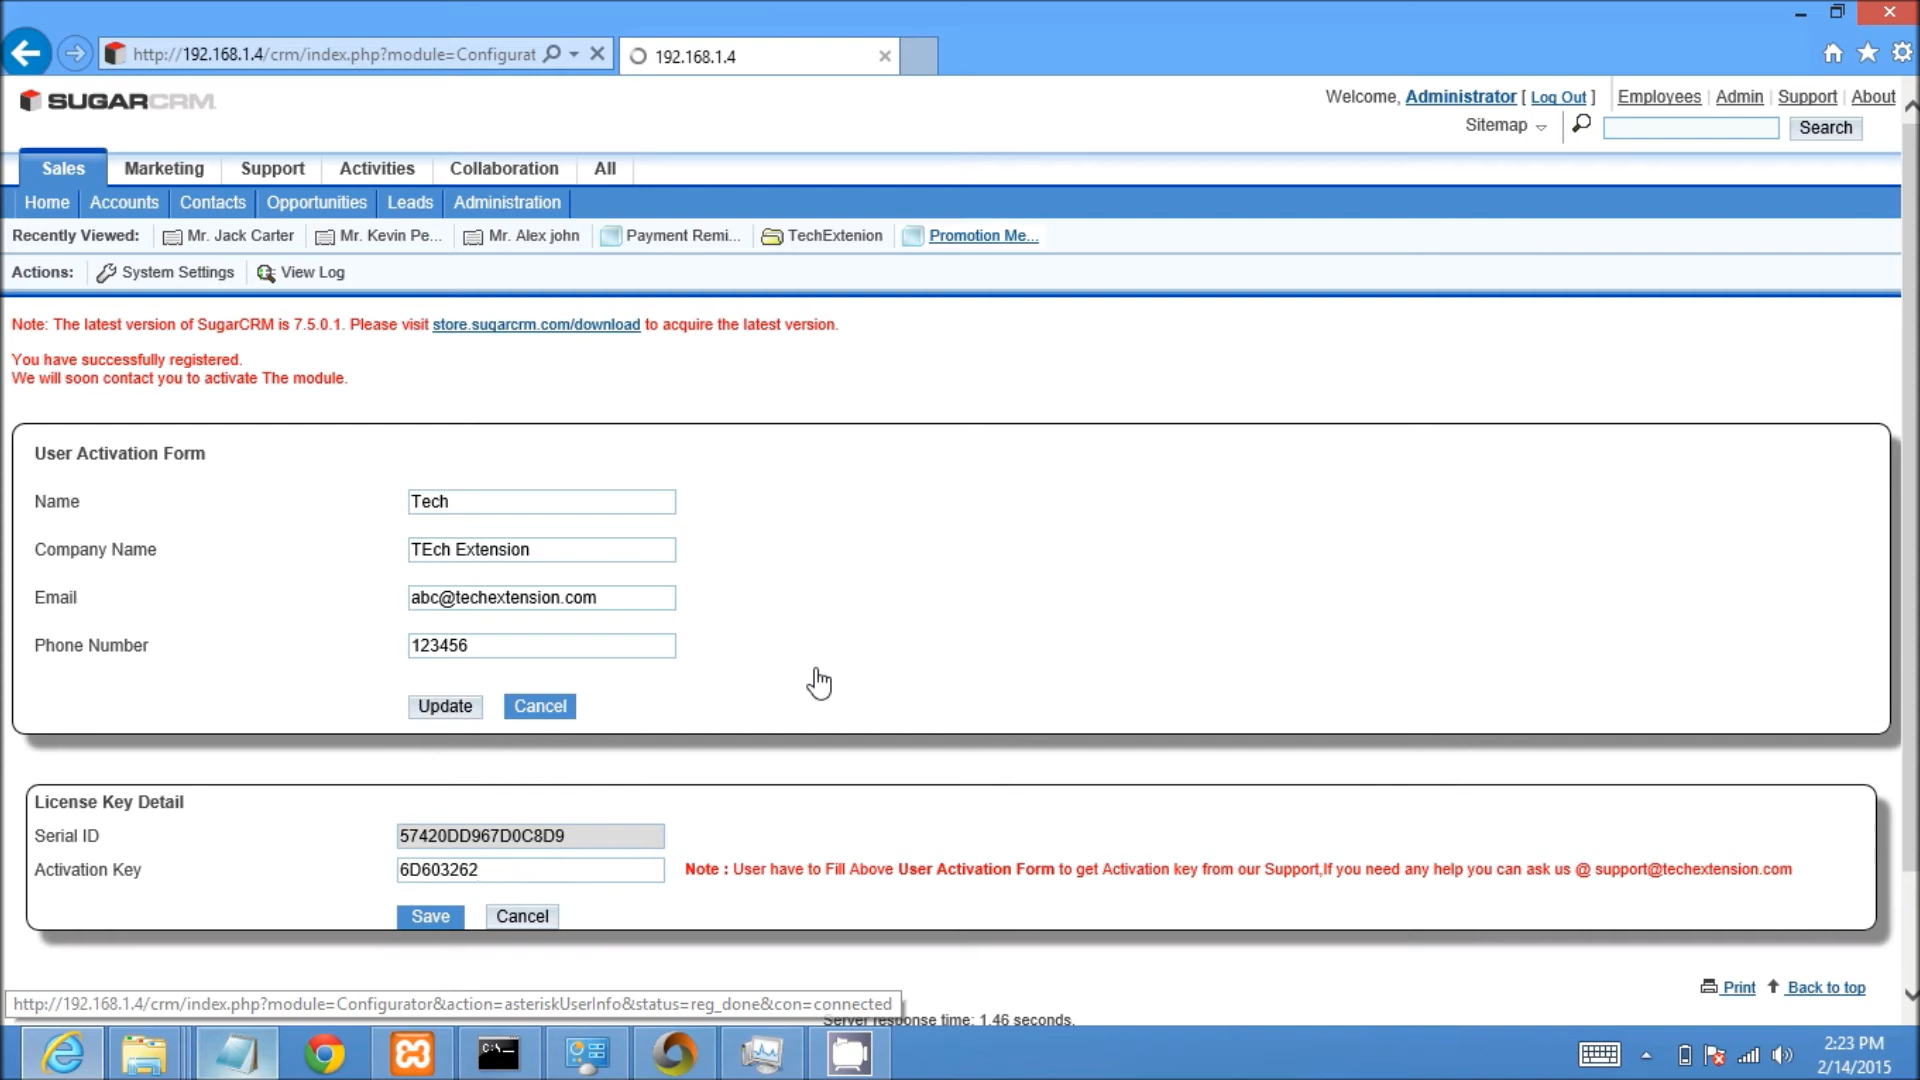 http://192.168.1.4/crm/index.php?module=Configurat
192.168.1.4
SUGARCRM
Welcome, Administrator [ Log Out ] Employees Admin Support About
Sitemap Search
Sales Marketing Support Activities Collaboration All
Home Accounts Contacts Opportunities Leads Administration
Recently Viewed: Mr. Jack Carter Mr. Kevin Pe... Mr. Alex john Payment Remi... TechExtenion Promotion Me...
Actions: System Settings View Log
Note: The latest version of SugarCRM is 7.5.0.1. Please visit store.sugarcrm.com/download to acquire the latest version.
You have successfully registered.
We will soon contact you to activate The module.
User Activation Form
Name Tech
Company Name TEch Extension
Email abc@techextension.com
Phone Number 123456
Update Cancel
License Key Detail
Serial ID 57420DD967D0C8D9
Activation Key 6D603262 Note : User have to Fill Above User Activation Form to get Activation key from our Support,If you need any help you can ask us @ support@techextension.com
Save Cancel
Print Back to top
http://192.168.1.4/crm/index.php?module=Configurator&action=asteriskUserInfo&status=reg_done&con=connected
Server response time: 1.46 seconds.
C:\_
2:23 PM
2/14/2015